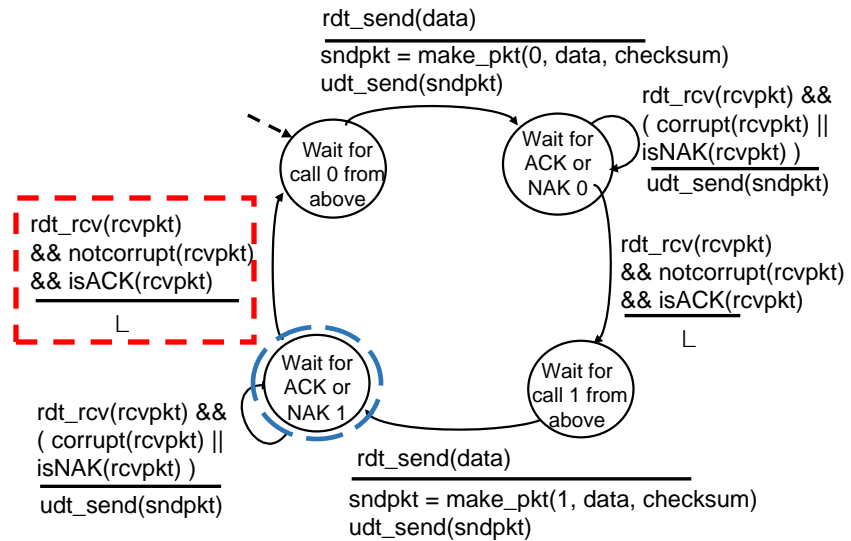 rdt_send(data)
sndpkt = make_pkt(0, data, checksum)
udt_send(sndpkt)
rdt_rcv(rcvpkt) &&
( corrupt(rcvpkt) ||
isNAK(rcvpkt) )
udt_send(sndpkt)
Wait for
call 0 from
above
Wait for
ACK or
NAK 0
rdt_rcv(rcvpkt)
&& notcorrupt(rcvpkt)
&& isACK(rcvpkt)
L
rdt_rcv(rcvpkt)
&& notcorrupt(rcvpkt)
&& isACK(rcvpkt)
L
Wait for
ACK or
NAK 1
Wait for
call 1 from
above
rdt_rcv(rcvpkt) &&
( corrupt(rcvpkt) ||
isNAK(rcvpkt) )
udt_send(sndpkt)
rdt_send(data)
sndpkt = make_pkt(1, data, checksum)
udt_send(sndpkt)